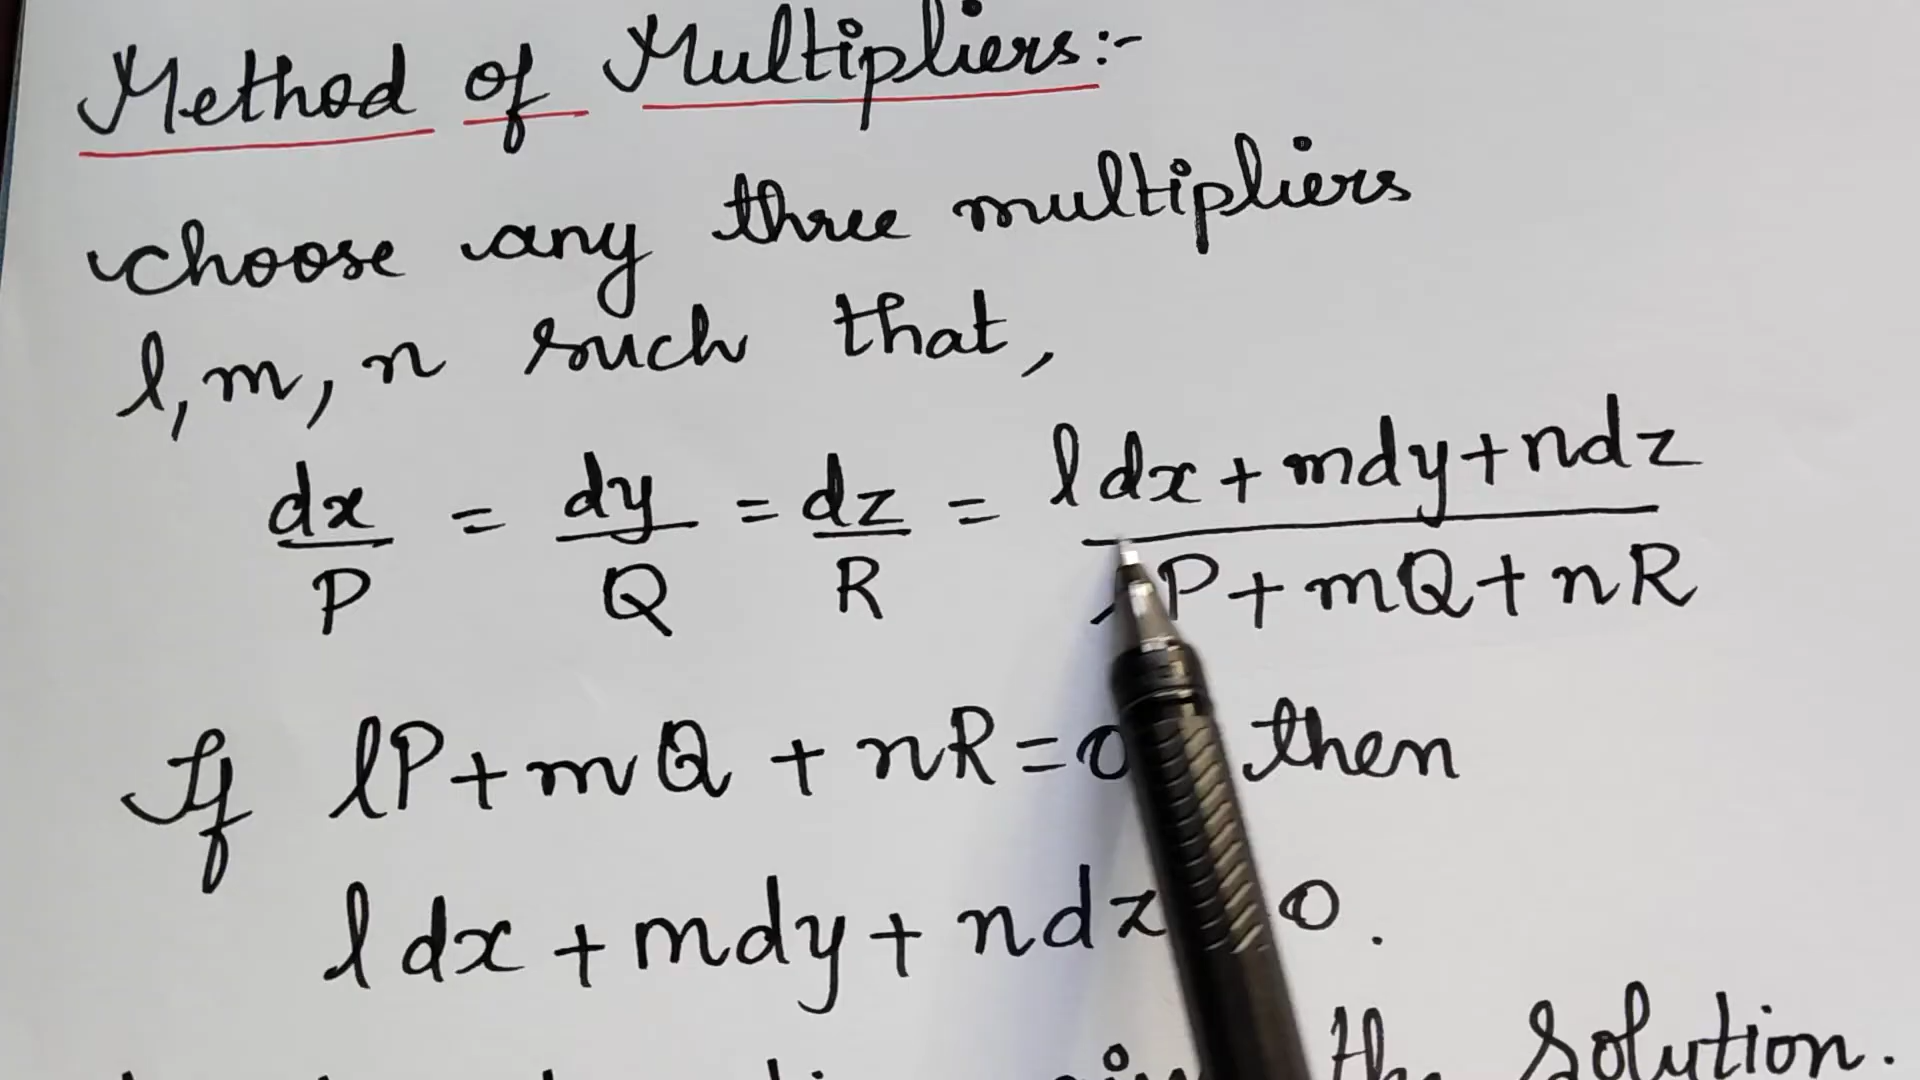 Method of Multipliers:-
choose any three multipliers
l, m, n such that,
dx/P = dy/Q = dz/R = ldx + mdy + ndz / P + mQ + nR
If lP + mQ + nR = 0 then
ldx + mdy + ndz 0.
the solution.